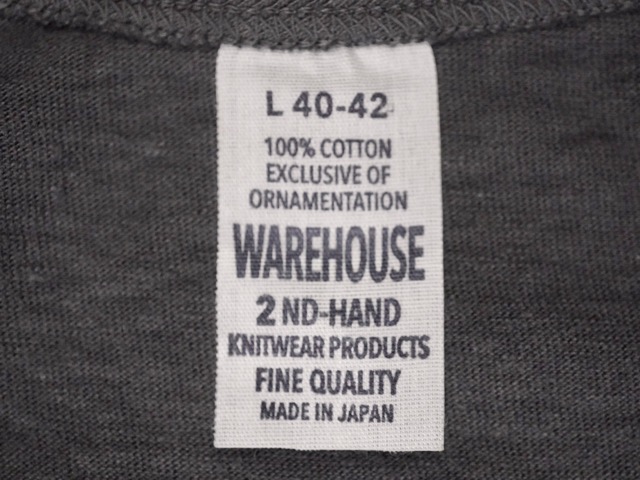 L 40-42
100% COTTON
EXCLUSIVE OF
ORNAMENTATION
WAREHOUSE
2 ND-HAND
KNITWEAR PRODUCTS
FINE QUALITY
MADE IN JAPAN